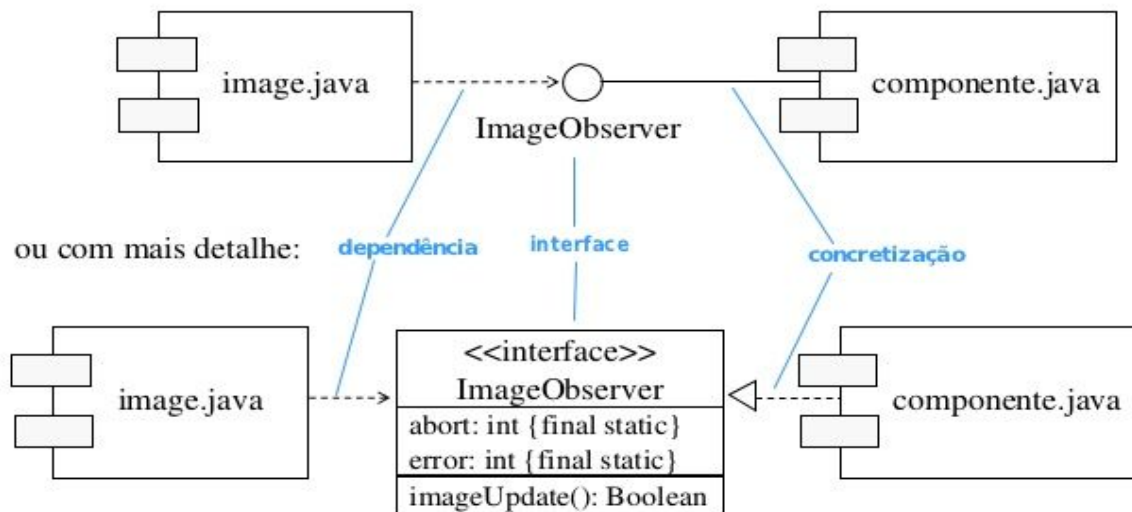 image.java
componente.java
ImageObserver
ou com mais detalhe:
dependência
interface
concretização
<<interface>>
ImageObserver
image.java
componente.java
abort: int {final static}
error: int {final static}
imageUpdate(): Boolean